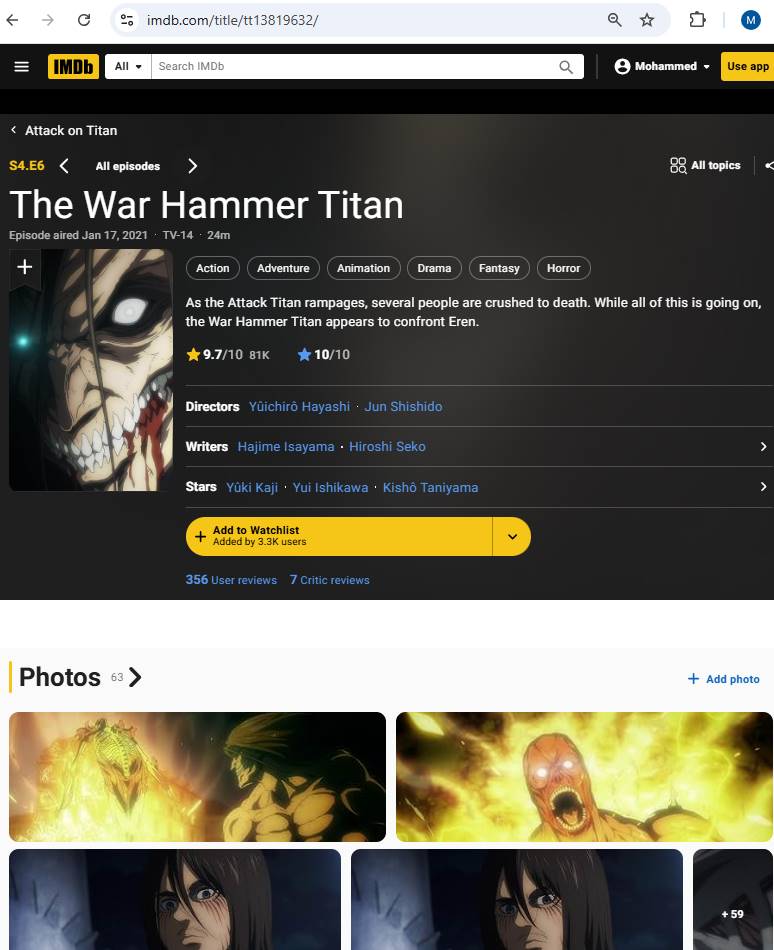 imdb.com/title/tt13819632/
M
IMDb All Search IMDb Mohammed Use app
Attack on Titan
S4.E6 All episodes All topics
The War Hammer Titan
Episode aired Jan 17, 2021 · TV-14 · 24m
Action Adventure Animation Drama Fantasy Horror
As the Attack Titan rampages, several people are crushed to death. While all of this is going on,
the War Hammer Titan appears to confront Eren.
9.7/10 81K 10/10
Directors Yûichirô Hayashi · Jun Shishido
Writers Hajime Isayama · Hiroshi Seko
Stars Yûki Kaji · Yui Ishikawa · Kishô Taniyama
Add to Watchlist
Added by 3.3K users
356 User reviews 7 Critic reviews
Photos 63 Add photo
+ 59